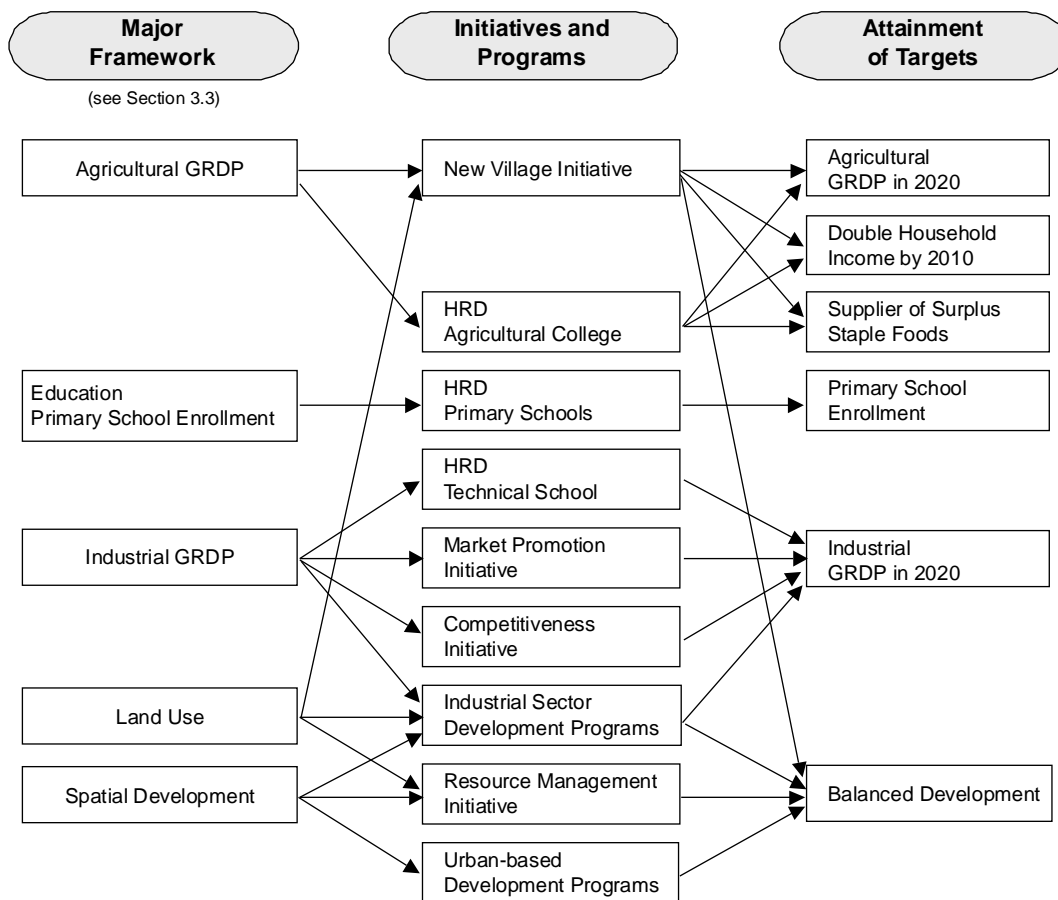 Major
Framework
(see Section 3.3)
Initiatives and
Programs
Attainment
of Targets
Agricultural GRDP
Education
Primary School Enrollment
Industrial GRDP
Land Use
Spatial Development
New Village Initiative
HRD
Agricultural College
HRD
Primary Schools
HRD
Technical School
Market Promotion
Initiative
Competitiveness
Initiative
Industrial Sector
Development Programs
Resource Management
Initiative
Urban-based
Development Programs
Agricultural
GRDP in 2020
Double Household
Income by 2010
Supplier of Surplus
Staple Foods
Primary School
Enrollment
Industrial
GRDP in 2020
Balanced Development